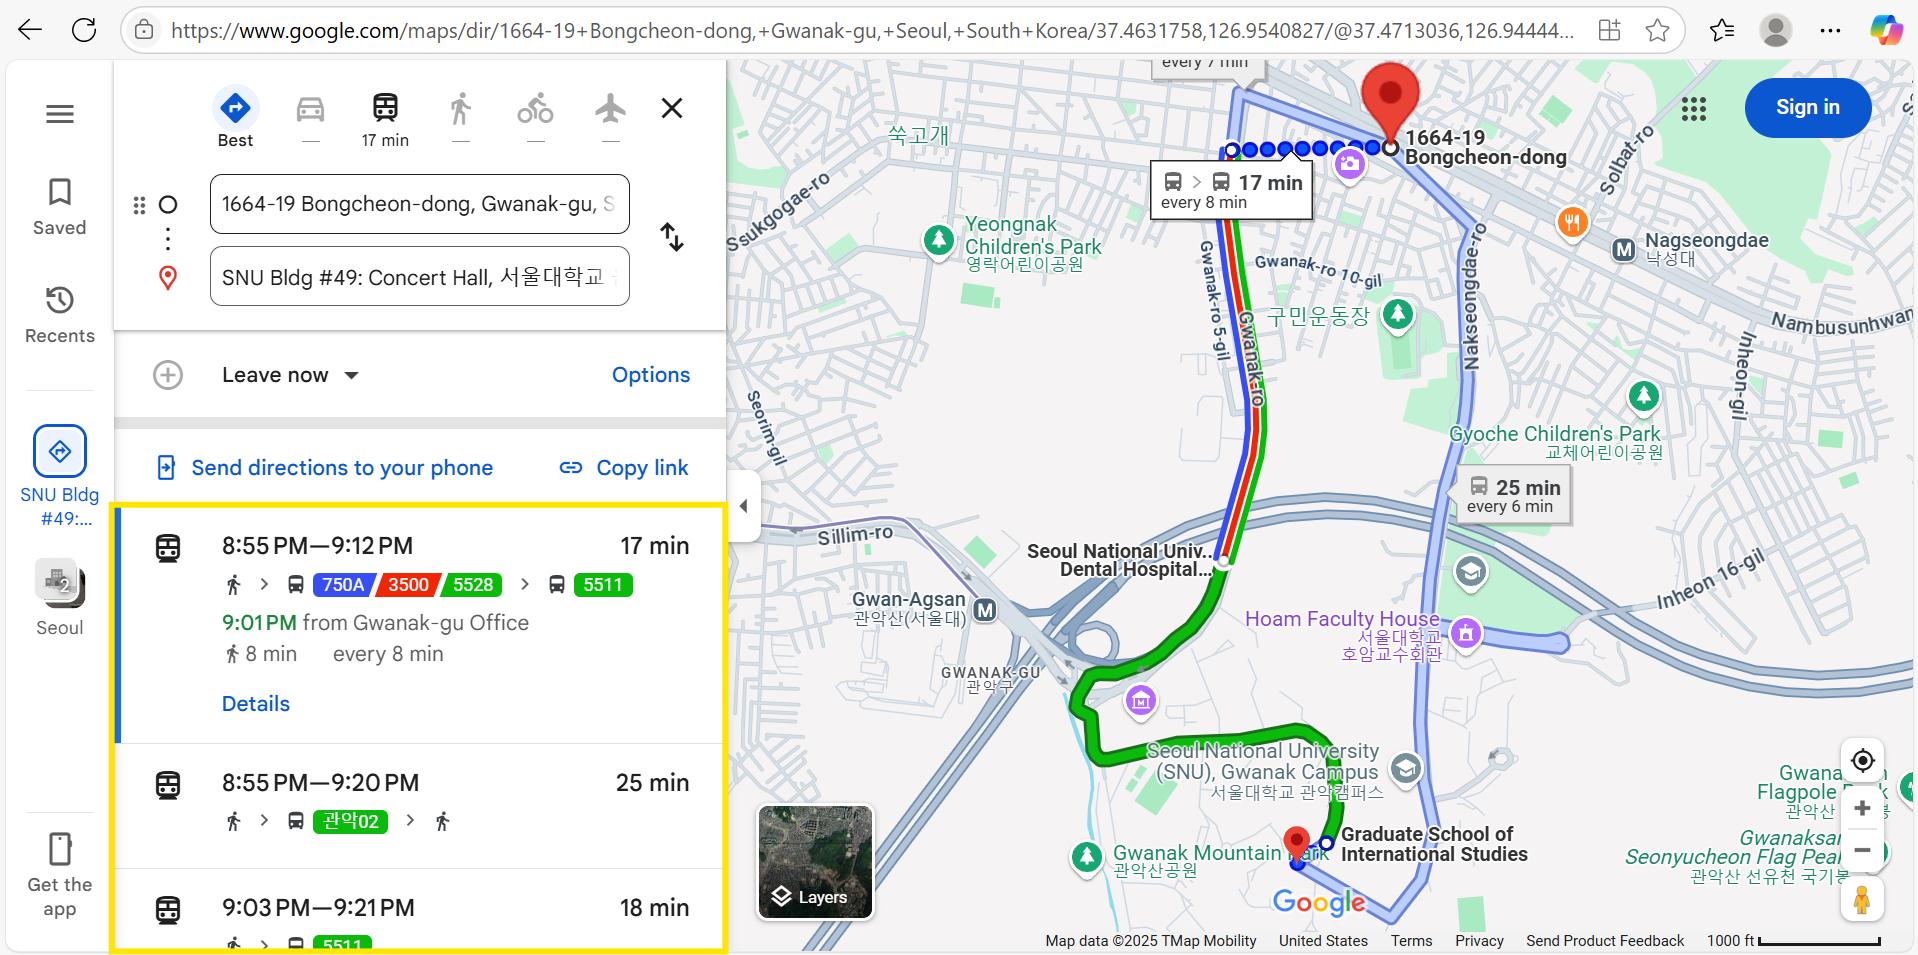 https://www.google.com/maps/dir/1664-19+Bongcheon-dong,+Gwanak-gu,+Seoul,+South+Korea/37.4631758,126.9540827/@37.4713036,126.94444...
Saved
Recents
SNU Bldg
#49:...
2
Seoul
Get the
app
Best
—
17 min
—
—
—
1664-19 Bongcheon-dong, Gwanak-gu, S
SNU Bldg #49: Concert Hall, 서울대학교
Leave now
Options
Send directions to your phone
Copy link
8:55 PM—9:12 PM
17 min
750A 3500 5528 > 5511
9:01 PM from Gwanak-gu Office
8 min every 8 min
Details
8:55 PM—9:20 PM
25 min
관악02
9:03 PM—9:21 PM
18 min
5511
every 7 min
Sign in
1664-19
Bongcheon-dong
쑥고개
Ssukgogae-ro
Solbat-ro
17 min
every 8 min
Yeongnak
Children's Park
영락어린이공원
Nagseongdae
낙성대
Gwanak-ro 10-gil
Gwanak-ro 5-gil
Gwanak-ro
구민운동장
Nakseongdae-ro
Nambusunhwan
Inheon-gil
Seorim-gil
Gyoche Children's Park
교체어린이공원
25 min
every 6 min
Sillim-ro
Seoul National Univ..
Dental Hospital...
Inheon 16-gil
Gwan-Agsan
관악산(서울대)
Hoam Faculty House
서울대학교
호암교수회관
GWANAK-GU
관악구
Seoul National University
(SNU), Gwanak Campus
서울대학교 관악캠퍼스
Flagpole
관악산
Gwanaksan
Seonyucheon Flag Peak
관악산 선유천 국기봉
Graduate School of
International Studies
Gwanak Mountain Park
관악산공원
Layers
Google
Map data ©2025 TMap Mobility United States Terms Privacy Send Product Feedback 1000 ft